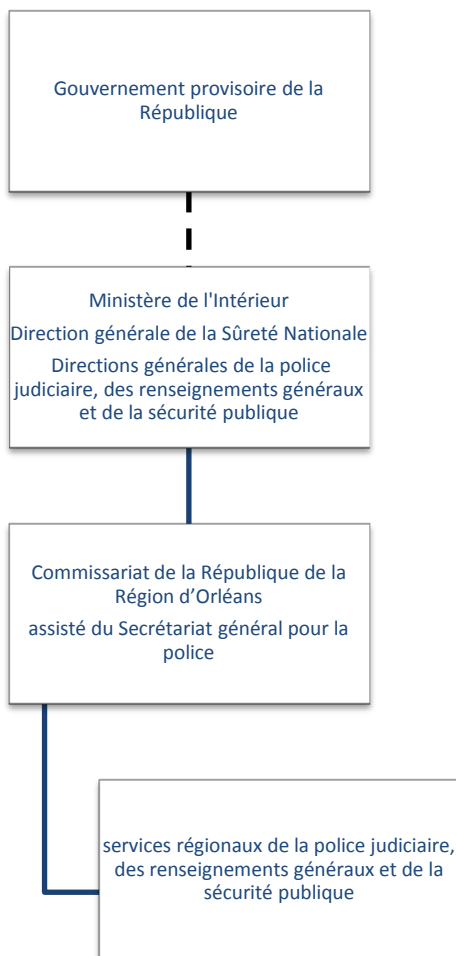 Gouvernement provisoire de la
République
Ministère de l'Intérieur
Direction générale de la Sûreté Nationale
Directions générales de la police
judiciaire, des renseignements généraux
et de la sécurité publique
Commissariat de la République de la
Région d’Orléans
assisté du Secrétariat général pour la
police
services régionaux de la police judiciaire,
des renseignements généraux et de la
sécurité publique